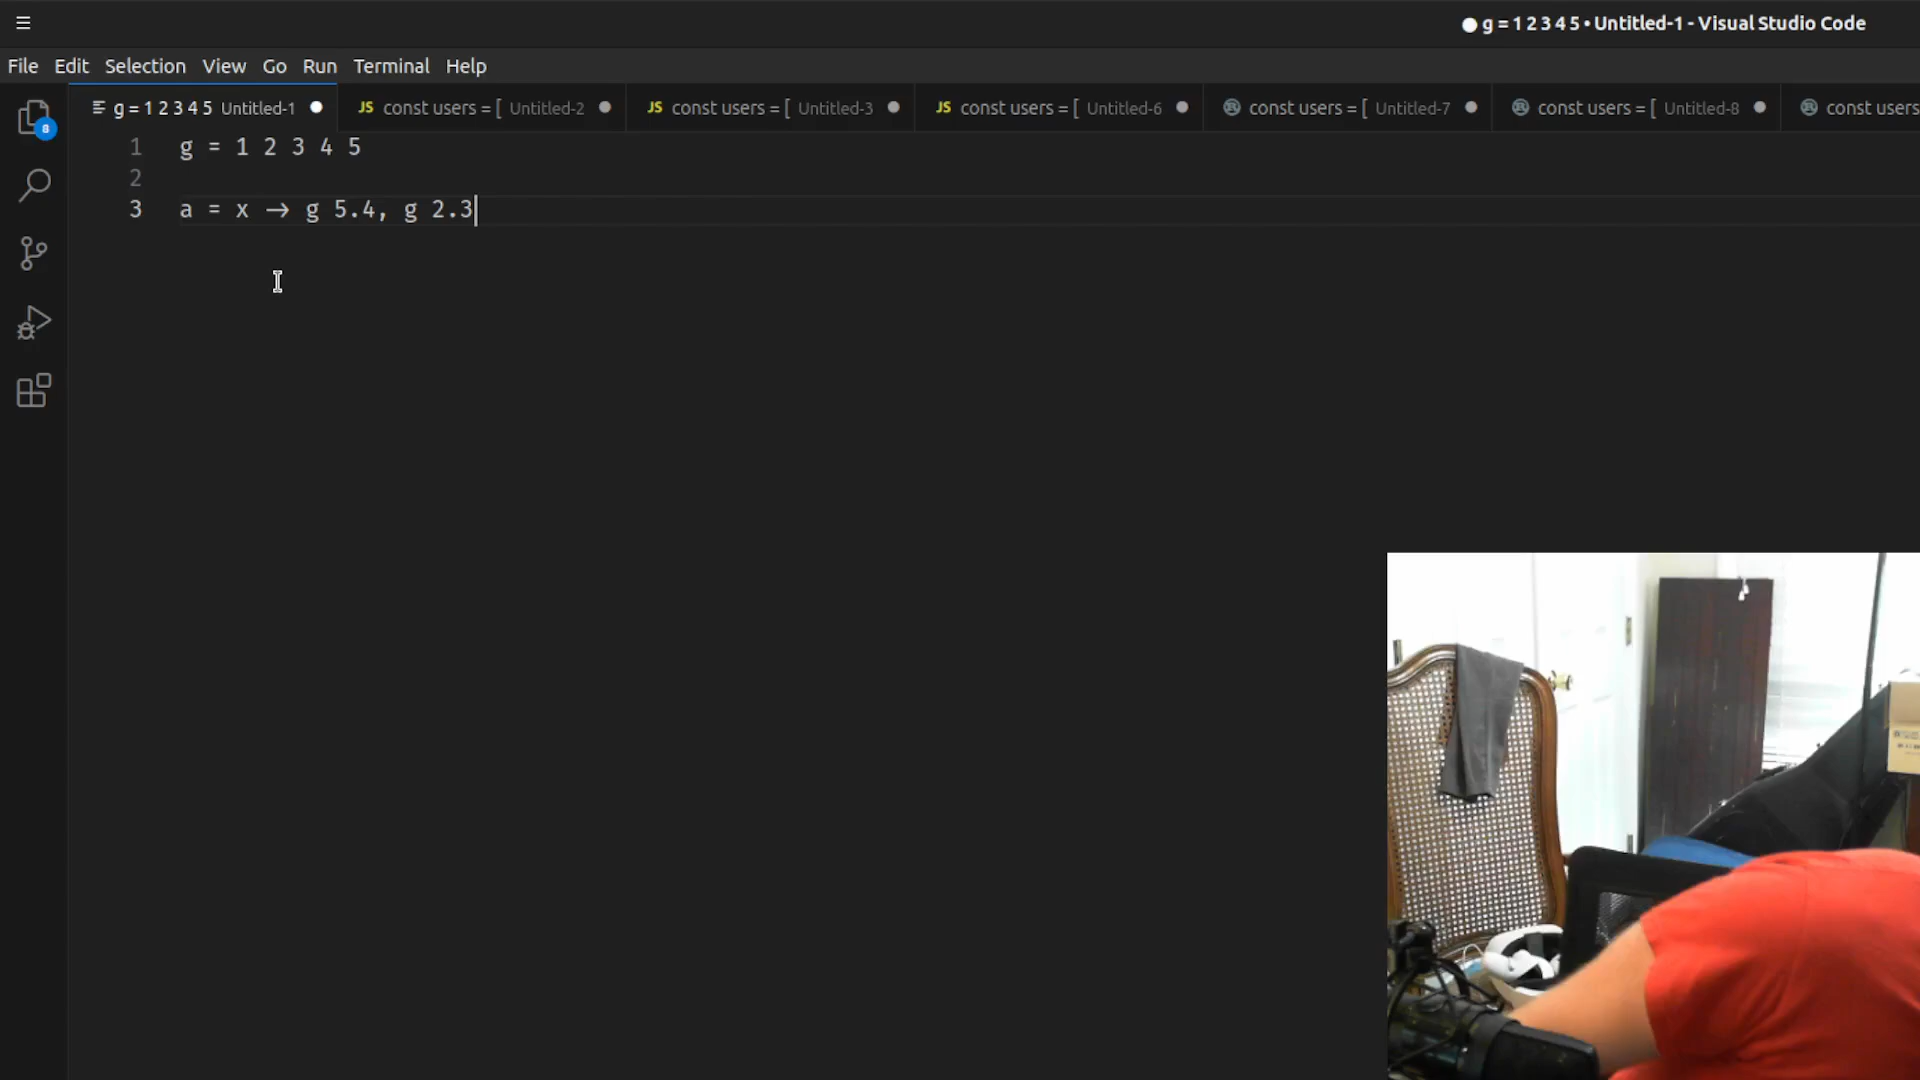 ● g = 1 2 3 4 5 • Untitled-1 - Visual Studio Code
File Edit Selection View Go Run Terminal Help
g = 1 2 3 4 5 Untitled-1 ● JS const users = [ Untitled-2 ● JS const users = [ Untitled-3 ● JS const users = [ Untitled-6 ● const users = [ Untitled-7 ● const users = [ Untitled-8 ● const users
8
1 g = 1 2 3 4 5
2
3 a = x → g 5.4, g 2.3